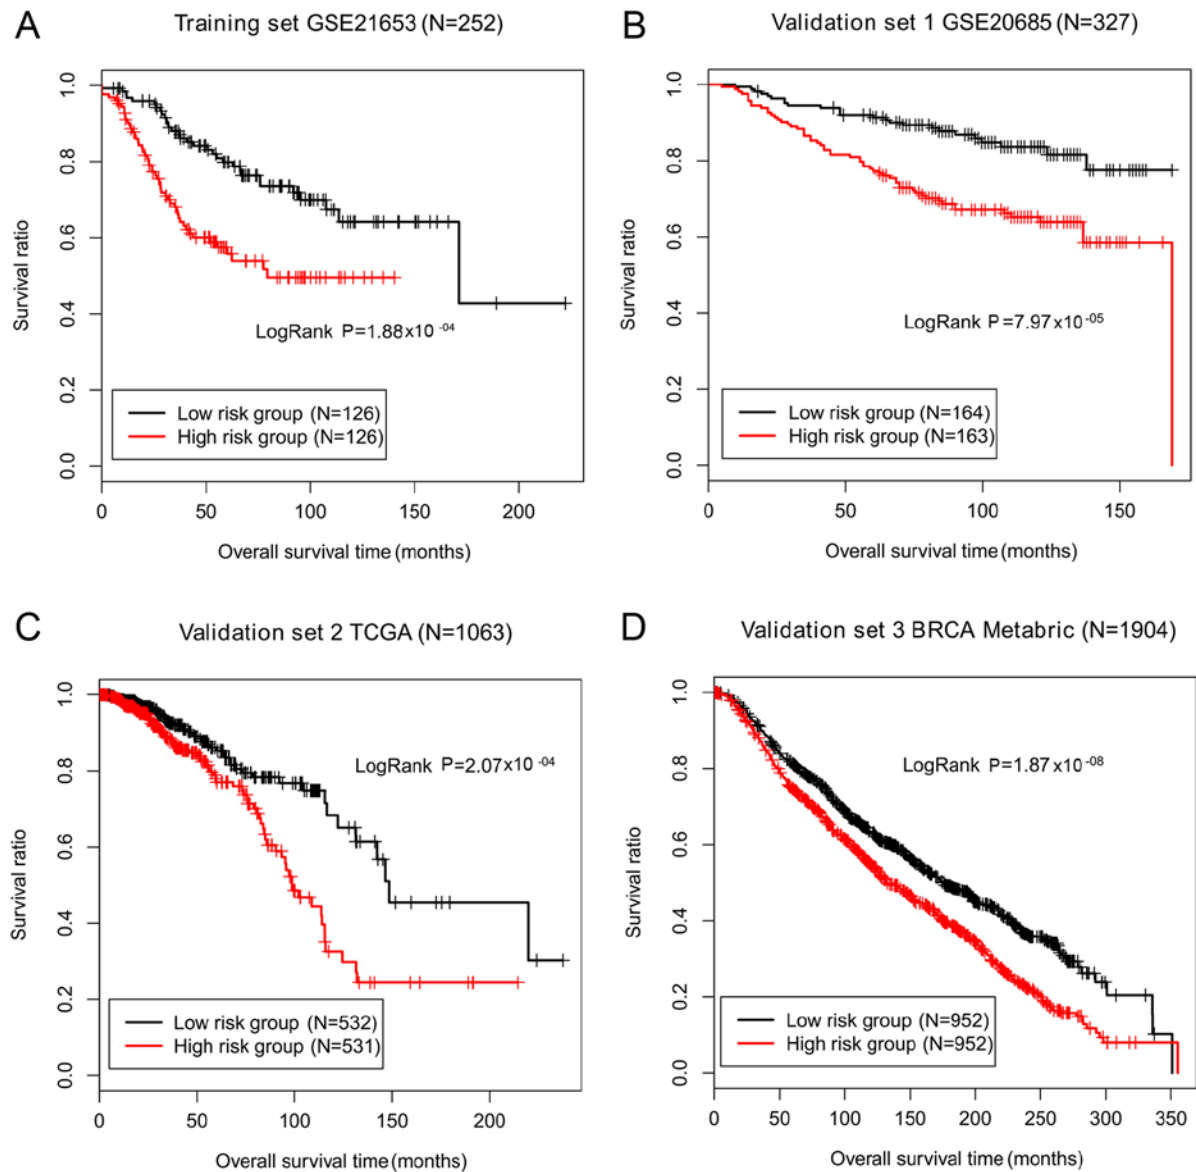 A
Training set GSE21653 (N=252)
Survival ratio
1.0
0.8
0.6
0.4
0.2
0.0
LogRank P=1.88x10 -04
Low risk group (N=126)
High risk group (N=126)
0 50 100 150 200
Overall survival time (months)
B
Validation set 1 GSE20685 (N=327)
Survival ratio
1.0
0.8
0.6
0.4
0.2
0.0
LogRank P=7.97x10 -05
Low risk group (N=164)
High risk group (N=163)
0 50 100 150
Overall survival time (months)
C
Validation set 2 TCGA (N=1063)
Survival ratio
1.0
0.8
0.6
0.4
0.2
0.0
LogRank P=2.07x10 -04
Low risk group (N=532)
High risk group (N=531)
0 50 100 150 200
Overall survival time (months)
D
Validation set 3 BRCA Metabric (N=1904)
Survival ratio
1.0
0.8
0.6
0.4
0.2
0.0
LogRank P=1.87x10 -08
Low risk group (N=952)
High risk group (N=952)
0 50 100 150 200 250 300 350
Overall survival time (months)